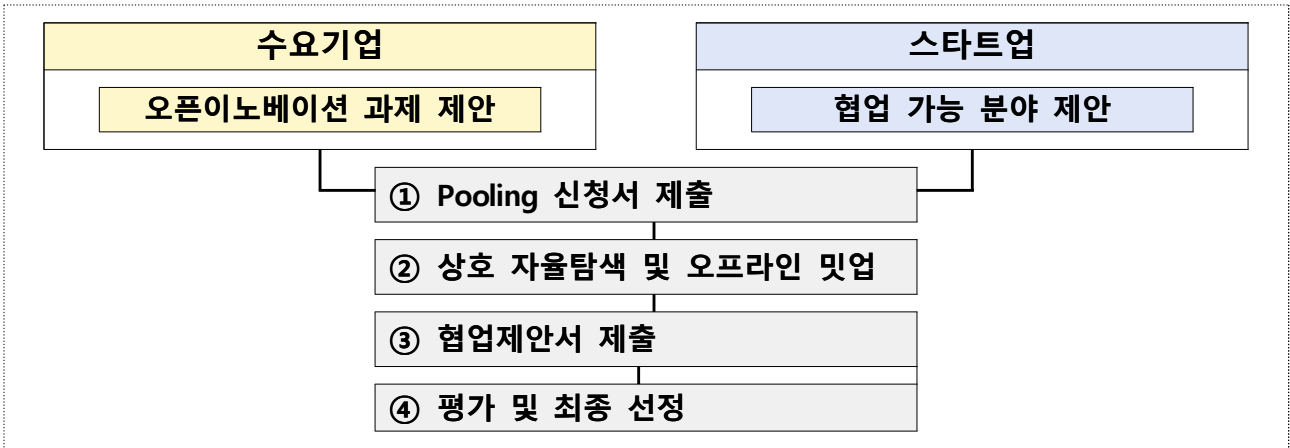 수요기업
스타트업
오픈이노베이션 과제 제안
협업 가능 분야 제안
① Pooling 신청서 제출
② 상호 자율탐색 및 오프라인 밋업
③ 협업제안서 제출
④ 평가 및 최종 선정